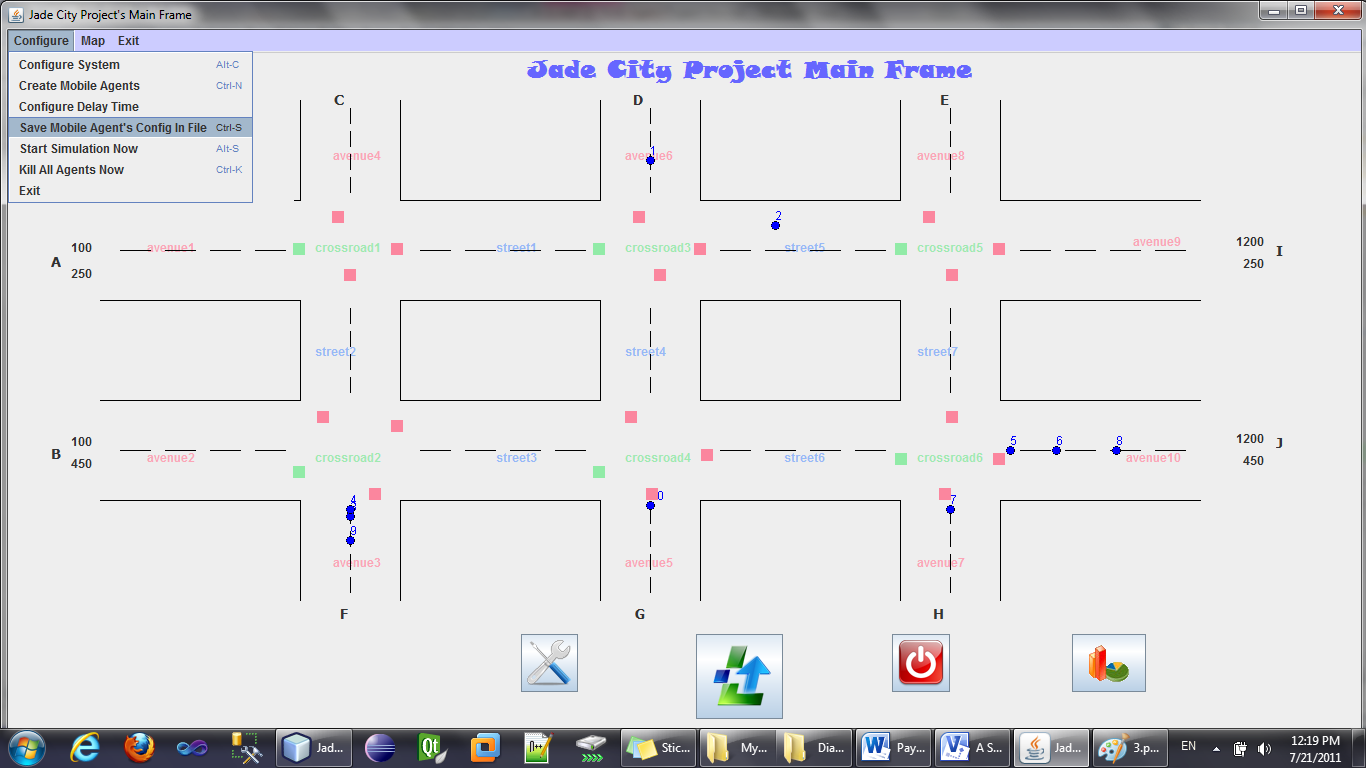 Jade City Project's Main Frame
Configure Map Exit
Configure System Alt-C
Create Mobile Agents Ctrl-N
Configure Delay Time
Save Mobile Agent's Config In File Ctrl-S
Start Simulation Now Alt-S
Kill All Agents Now Ctrl-K
Exit
Jade City Project Main Frame
C D E
1
avenue4 avenue6 avenue8
2
A 100 avenue1 crossroad1 street1 crossroad3 street5 crossroad5 avenue9 1200 I
250 250
street2 street4 street7
B 100 avenue2 crossroad2 street3 crossroad4 street6 crossroad6 5 6 8 avenue10 1200 J
450 450
4 0 7
9
avenue3 avenue5 avenue7
F G H
Jad... Qt n++ Stic... My... Dia... Pay... A S... Jad... 3.p... EN 12:19 PM
7/21/2011